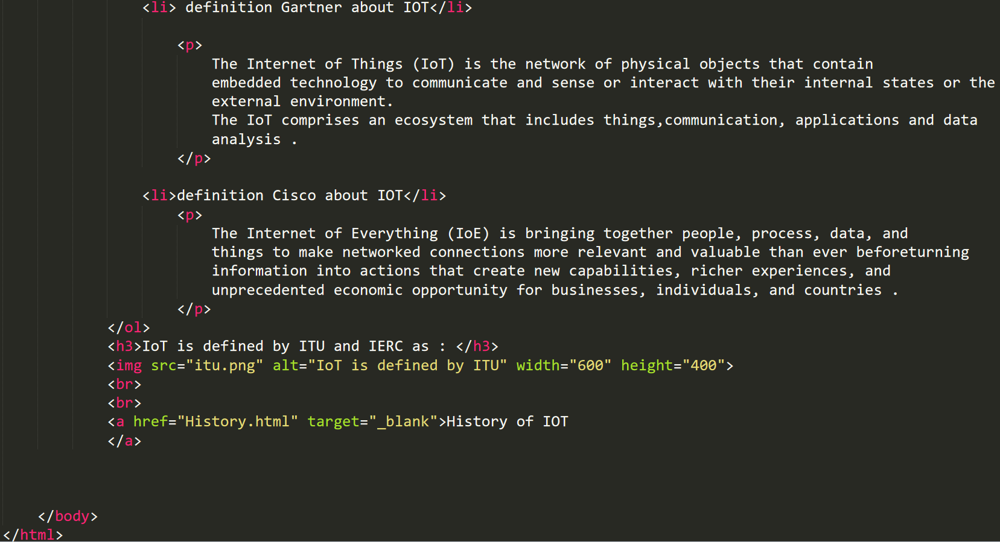 <li> definition Gartner about IOT</li>
<p>
The Internet of Things (IoT) is the network of physical objects that contain
embedded technology to communicate and sense or interact with their internal states or the
external environment.
The IoT comprises an ecosystem that includes things,communication, applications and data
analysis .
</p>
<li>definition Cisco about IOT</li>
<p>
The Internet of Everything (IoE) is bringing together people, process, data, and
things to make networked connections more relevant and valuable than ever beforeturning
information into actions that create new capabilities, richer experiences, and
unprecedented economic opportunity for businesses, individuals, and countries .
</p>
</ol>
<h3>IoT is defined by ITU and IERC as : </h3>
<img src="itu.png" alt="IoT is defined by ITU" width="600" height="400">
<br>
<br>
<a href="History.html" target="_blank">History of IOT
</a>
</body>
</html>